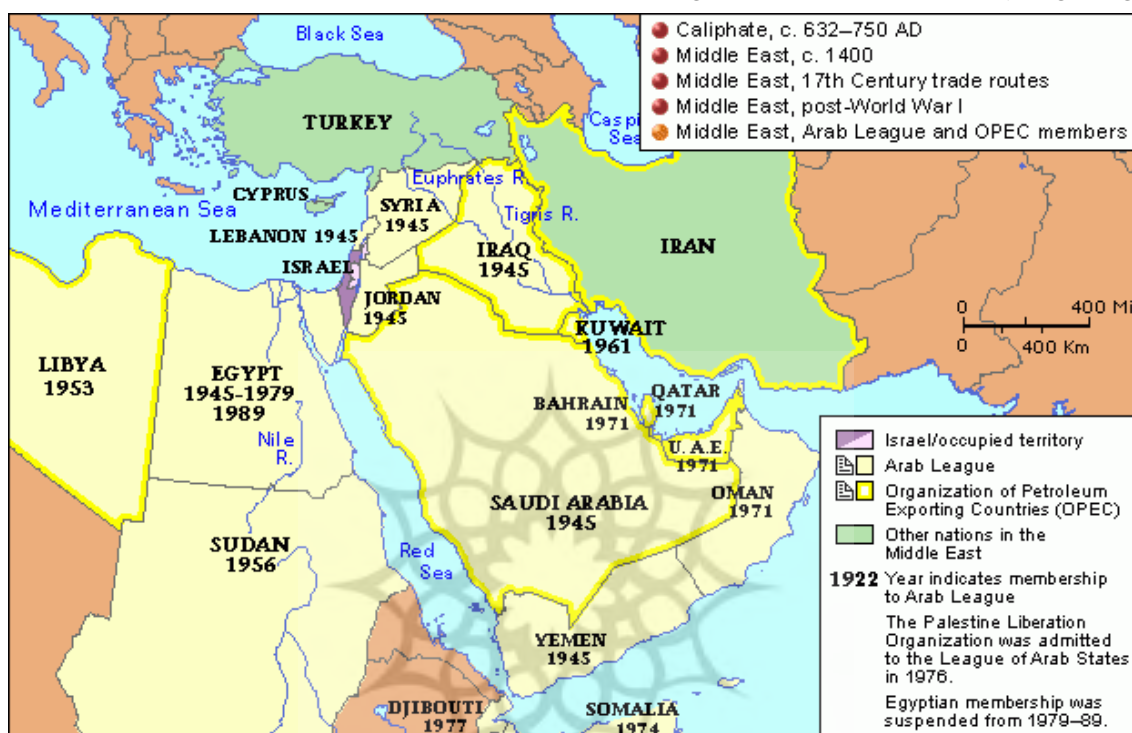 Black Sea
Caliphate, c. 632–750 AD
Middle East, c. 1400
Middle East, 17th Century trade routes
Middle East, post-World War I
Middle East, Arab League and OPEC members
TURKEY
Caspi
Sea
Euphrates R.
CYPRUS
SYRIA
1945
Mediterranean Sea
Tigris R.
LEBANON 1945
IRAQ
1945
IRAN
ISRAEL
JORDAN
1945
0 400 Mi
0 400 Km
KUWAIT
1961
LIBYA
1953
EGYPT
1945-1979
1989
Nile
R.
BAHRAIN
1971
QATAR
1971
U. A. E.
1971
OMAN
1971
SAUDI ARABIA
1945
SUDAN
1956
Red
Sea
YEMEN
1945
DJIBOUTI
1977
SOMALIA
1974
Israel/occupied territory
Arab League
Organization of Petroleum
Exporting Countries (OPEC)
Other nations in the
Middle East
1922 Year indicates membership
to Arab League
The Palestine Liberation
Organization was admitted
to the League of Arab States
in 1976.
Egyptian membership was
suspended from 1979–89.